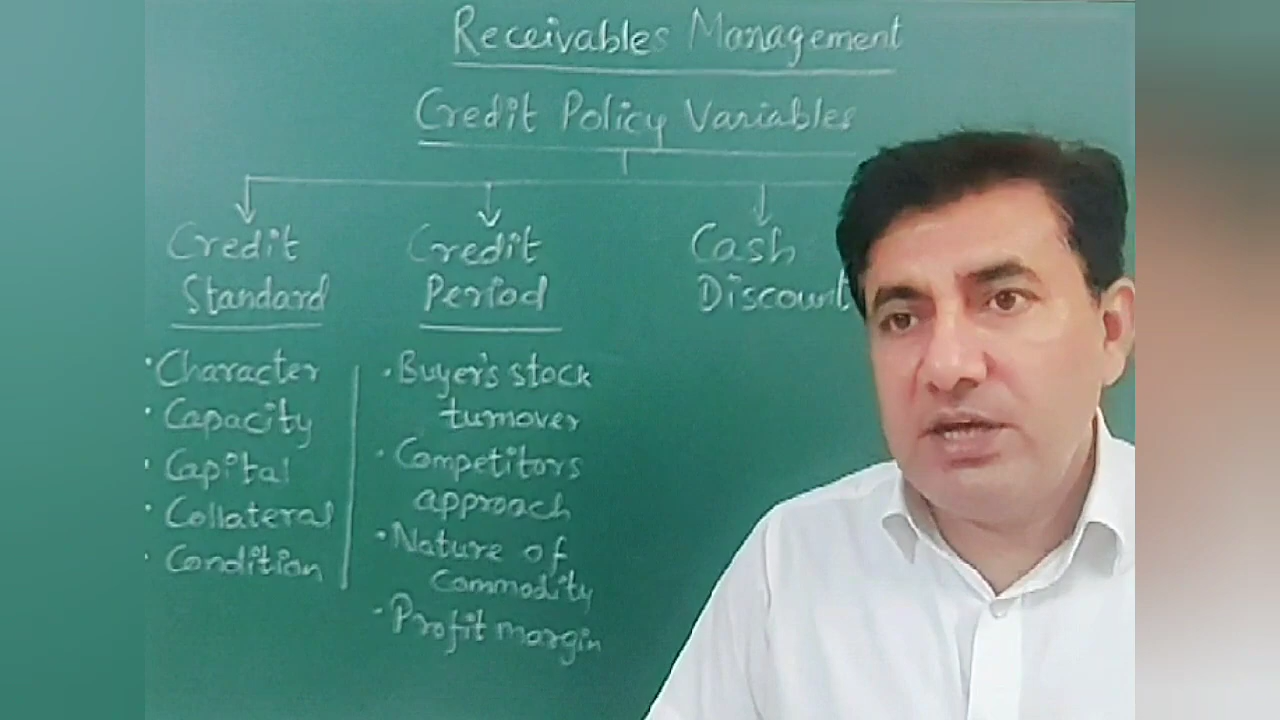 Receivables Management
Credit Policy Variables
Credit
Standard
Credit
Period
Cash
Discount
·Character
·Capacity
·Capital
·Collateral
·Condition
·Buyer's stock
turnover
·Competitors
approach
·Nature of
commodity
·Profit margin